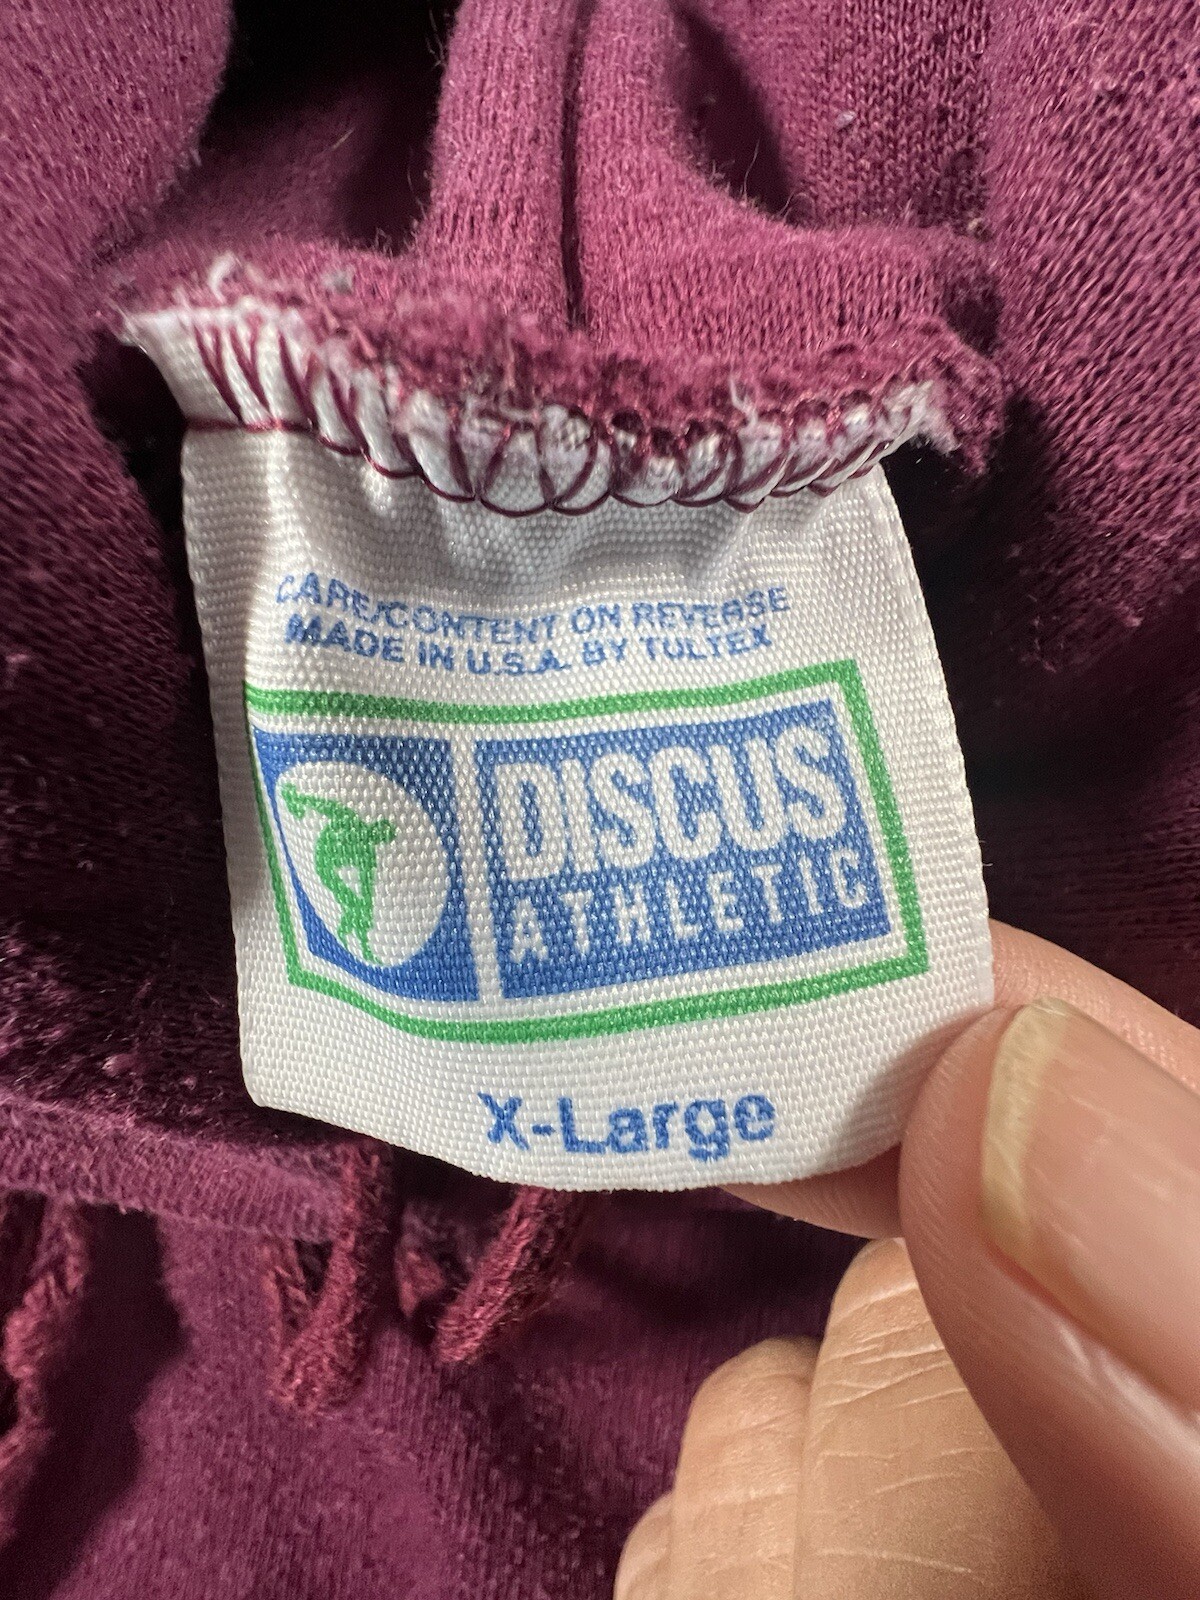 CARE/CONTENT ON REVERSE
MADE IN U.S.A. BY TULTEX
DISCUS
ATHLETIC
X-Large